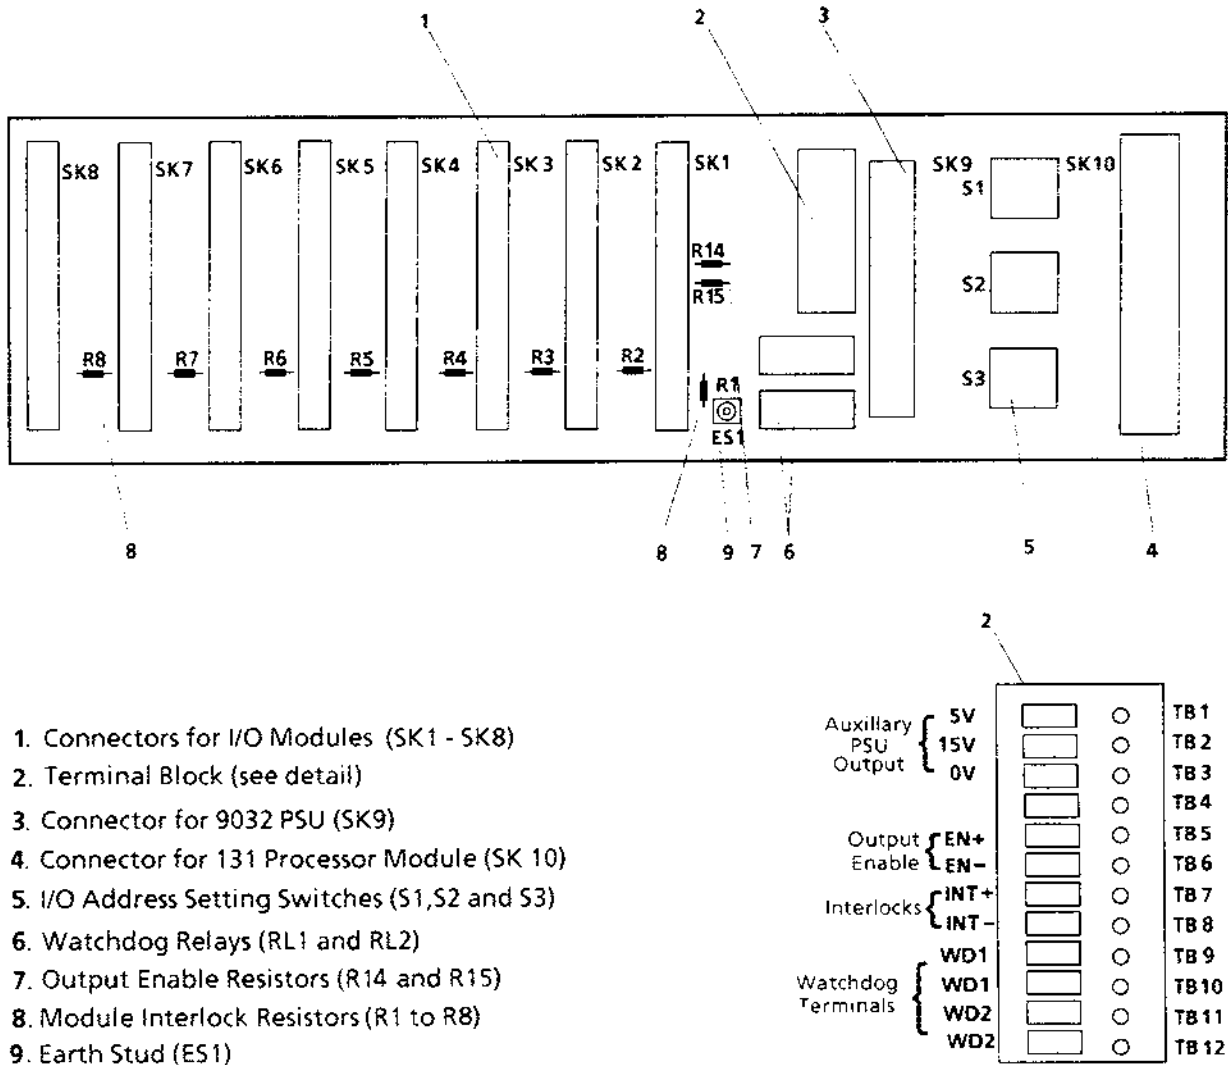 1 2 3
SK8 SK7 SK6 SK5 SK4 SK3 SK2 SK1 SK9 SK10
S1
R14
R15
S2
R8 R7 R6 R5 R4 R3 R2
R1
S3
ES1
8 8 9 7 6 5 4
2
1. Connectors for I/O Modules (SK1 - SK8)
2. Terminal Block (see detail)
3. Connector for 9032 PSU (SK9)
4. Connector for 131 Processor Module (SK 10)
5. I/O Address Setting Switches (S1,S2 and S3)
6. Watchdog Relays (RL1 and RL2)
7. Output Enable Resistors (R14 and R15)
8. Module Interlock Resistors (R1 to R8)
9. Earth Stud (ES1)
Auxillary
PSU
Output
5V TB1
15V TB2
0V TB3
TB4
Output
Enable
EN+ TB5
EN- TB6
Interlocks
INT+ TB7
INT- TB8
Watchdog
Terminals
WD1 TB9
WD1 TB10
WD2 TB11
WD2 TB12